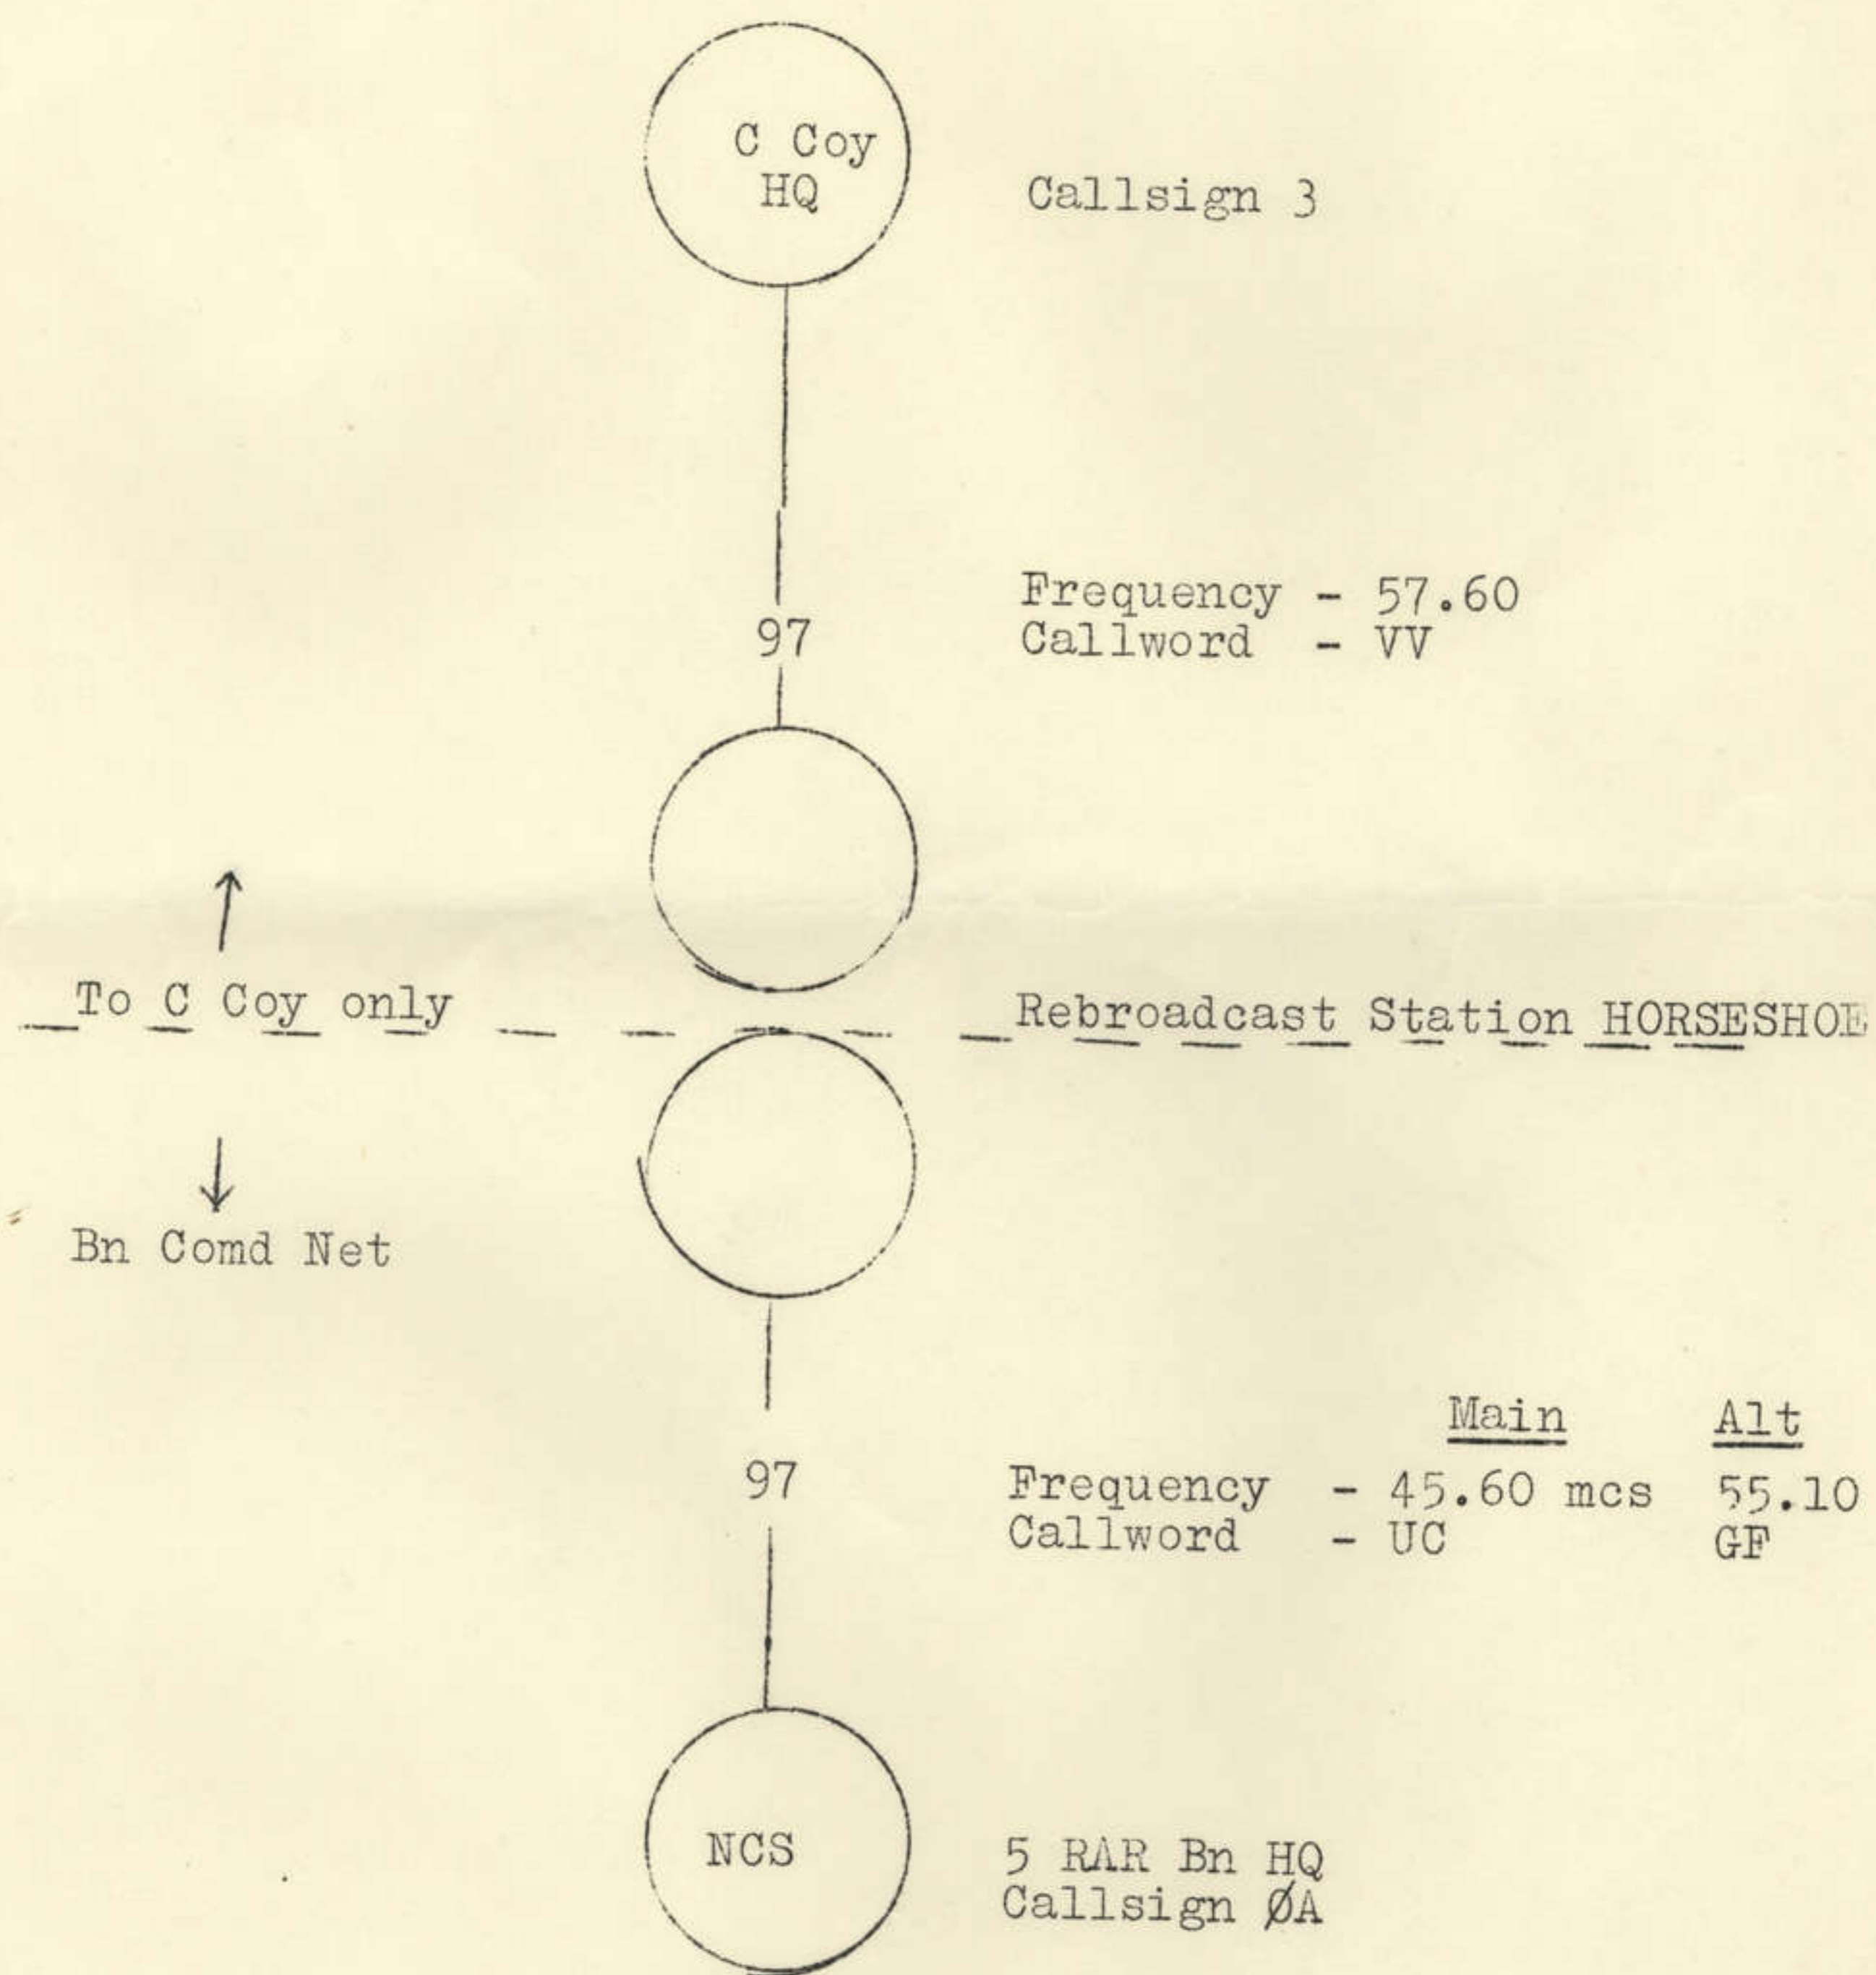 C Coy
HQ
Callsign 3
Frequency - 57.60
Callword - VV
97
To C Coy only
Rebroadcast Station HORSESHOE
Bn Comd Net
Main Alt
97
Frequency - 45.60 mcs 55.10
Callword - UC GF
NCS
5 RAR Bn HQ
Callsign ØA